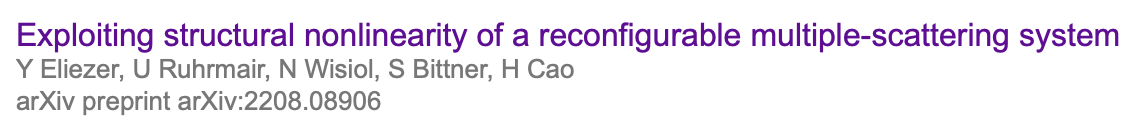 Exploiting structural nonlinearity of a reconfigurable multiple-scattering system
Y Eliezer, U Ruhrmair, N Wisiol, S Bittner, H Cao
arXiv preprint arXiv:2208.08906